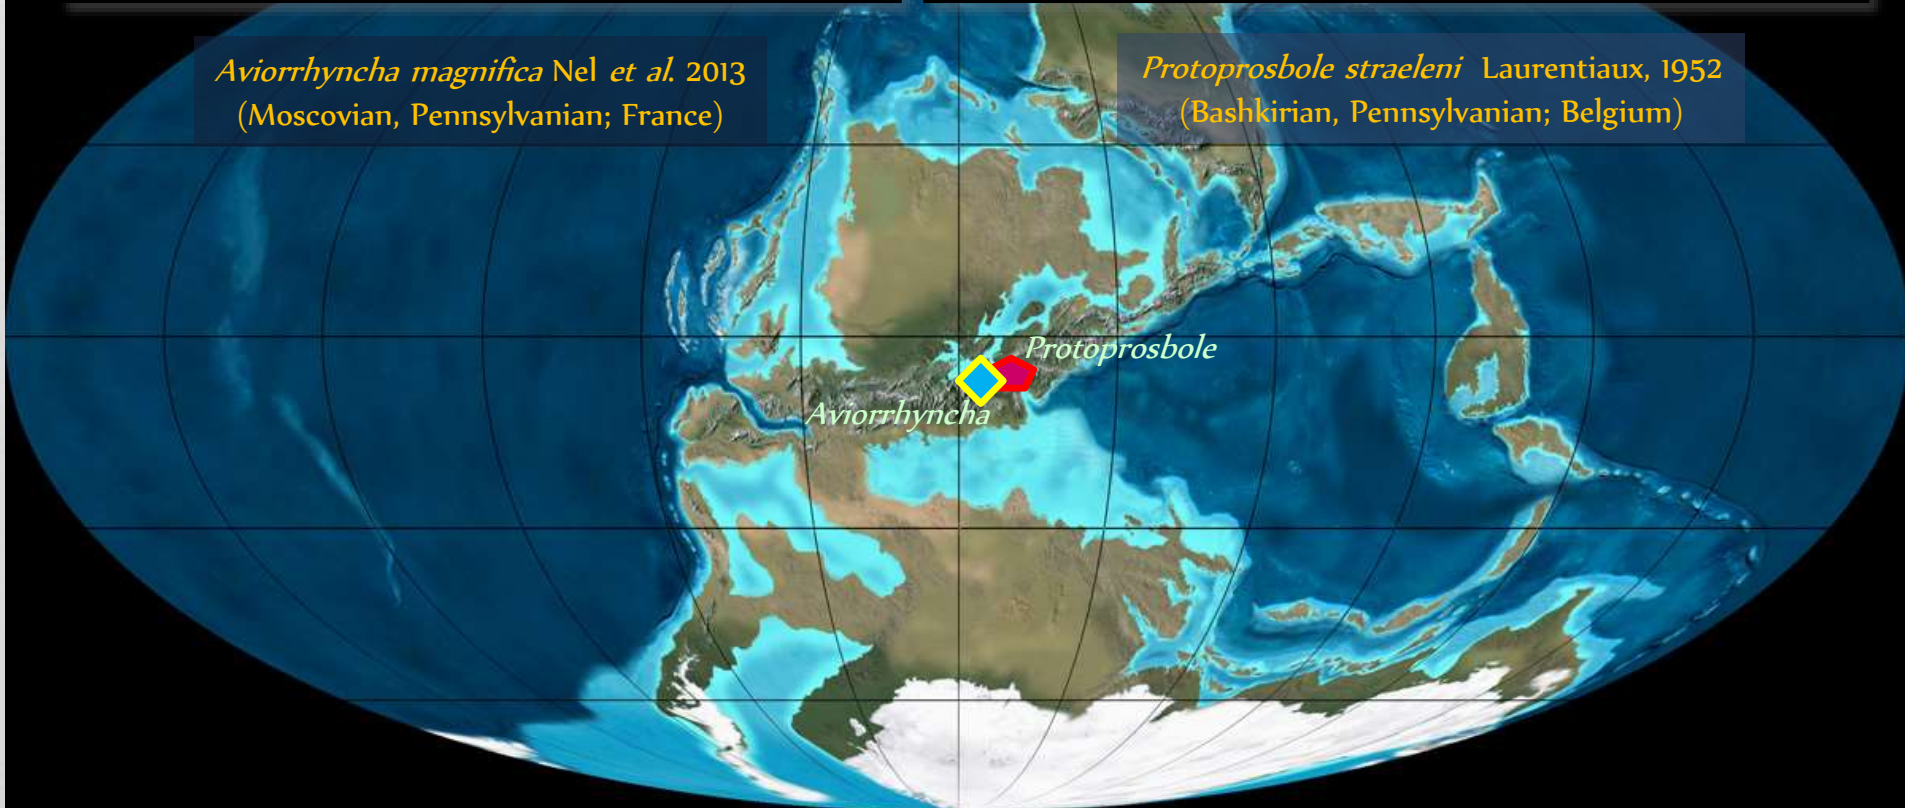 Aviorrhyncha magnifica Nel et al. 2013
(Moscovian, Pennsylvanian; France)
Protoprosbole straeleni Laurentiaux, 1952
(Bashkirian, Pennsylvanian; Belgium)
Protoprosbole
Aviorrhyncha